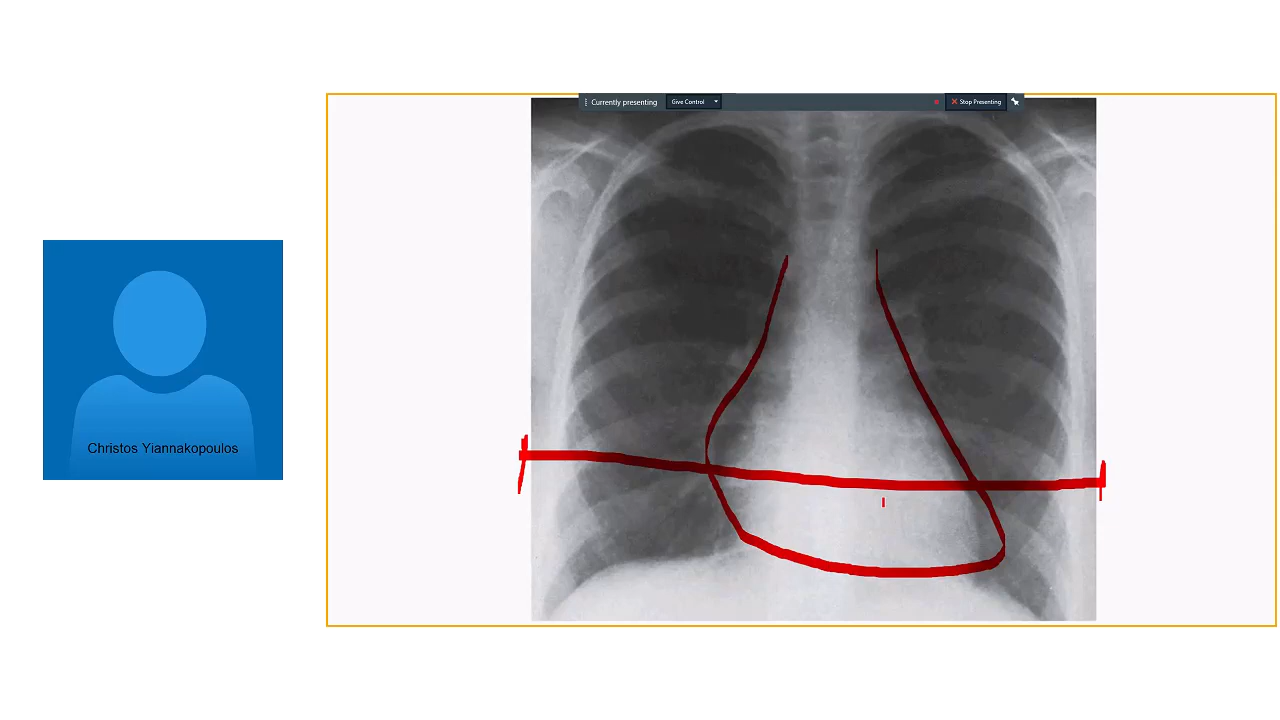 Currently presenting
Give Control
Stop Presenting
Christos Yiannakopoulos